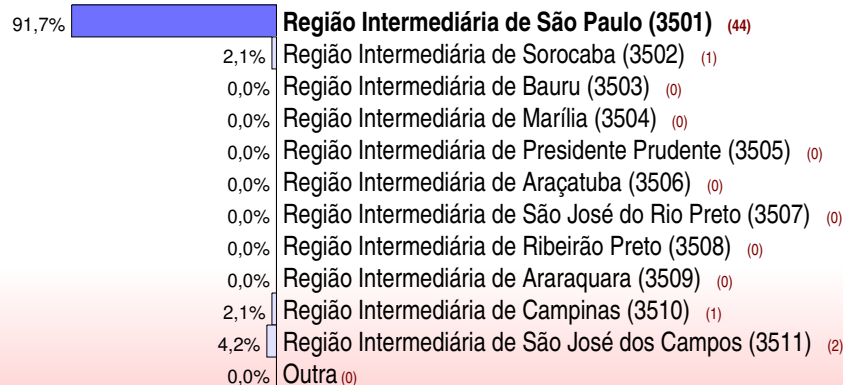 91,7% Região Intermediária de São Paulo (3501) (44)
2,1% Região Intermediária de Sorocaba (3502) (1)
0,0% Região Intermediária de Bauru (3503) (0)
0,0% Região Intermediária de Marília (3504) (0)
0,0% Região Intermediária de Presidente Prudente (3505) (0)
0,0% Região Intermediária de Araçatuba (3506) (0)
0,0% Região Intermediária de São José do Rio Preto (3507) (0)
0,0% Região Intermediária de Ribeirão Preto (3508) (0)
0,0% Região Intermediária de Araraquara (3509) (0)
2,1% Região Intermediária de Campinas (3510) (1)
4,2% Região Intermediária de São José dos Campos (3511) (2)
0,0% Outra (0)